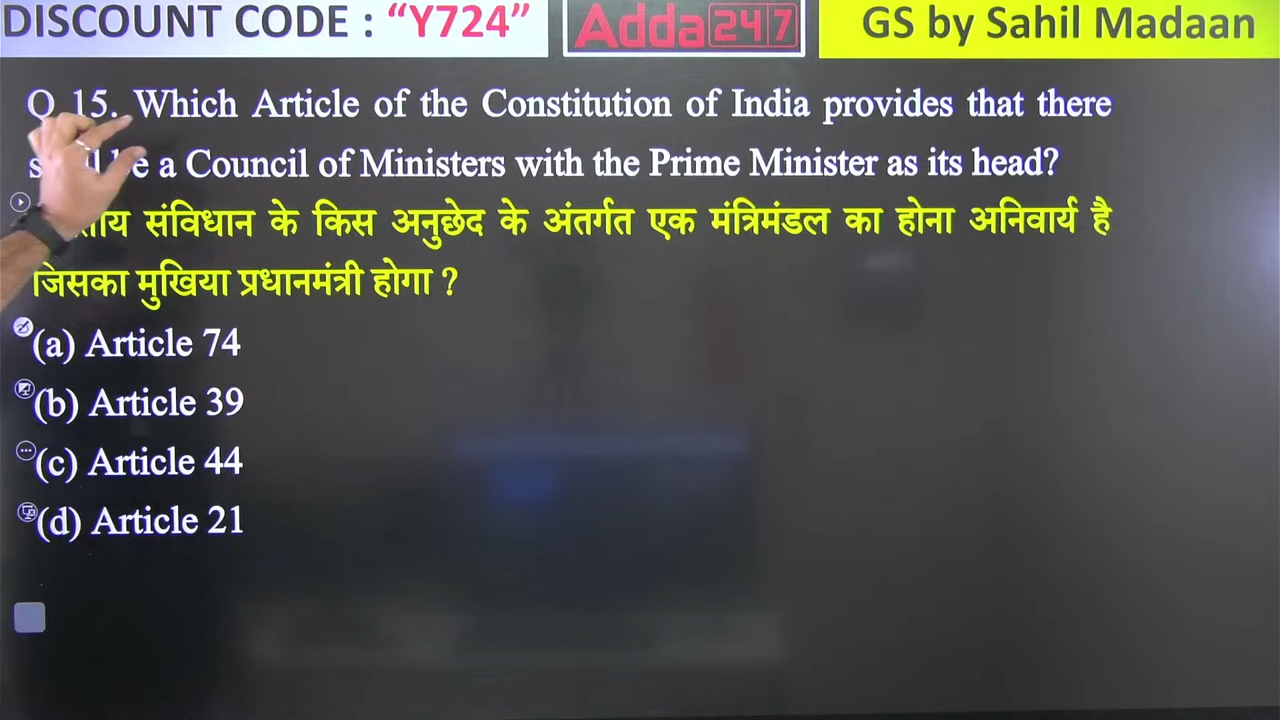 DISCOUNT CODE : “Y724”
Adda247
GS by Sahil Madaan
Q 15. Which Article of the Constitution of India provides that there
be a Council of Ministers with the Prime Minister as its head?
संविधान के किस अनुछेद के अंतर्गत एक मंत्रिमंडल का होना अनिवार्य है
जिसका मुखिया प्रधानमंत्री होगा ?
(a) Article 74
(b) Article 39
(c) Article 44
(d) Article 21